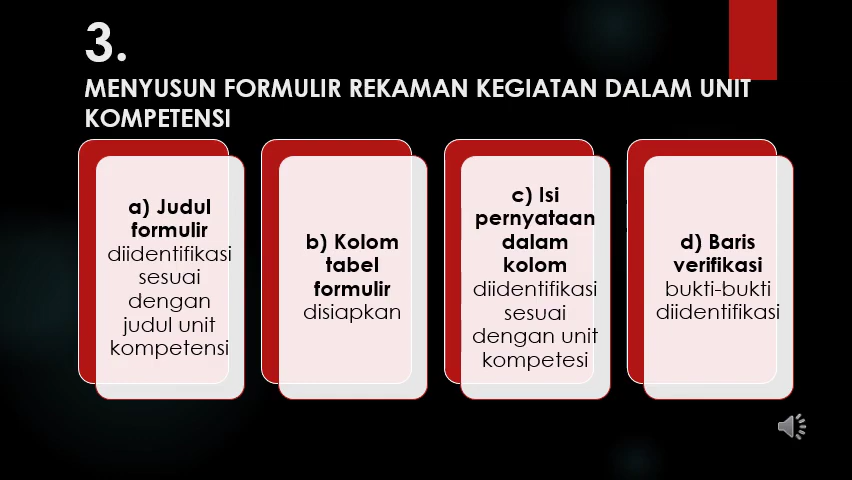 3.
MENYUSUN FORMULIR REKAMAN KEGIATAN DALAM UNIT
KOMPETENSI
a) Judul
formulir
diidentifikasi
sesuai
dengan
judul unit
kompetensi
b) Kolom
tabel
formulir
disiapkan
c) Isi
pernyataan
dalam
kolom
diidentifikasi
sesuai
dengan unit
kompetesi
d) Baris
verifikasi
bukti-bukti
diidentifikasi